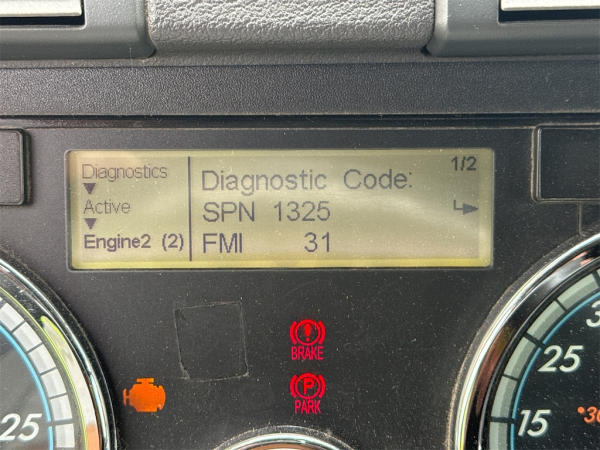 Diagnostics
Active
Engine2 (2)
1/2
Diagnostic Code:
SPN 1325
FMI 31
BRAKE
P
PARK
25
25
15